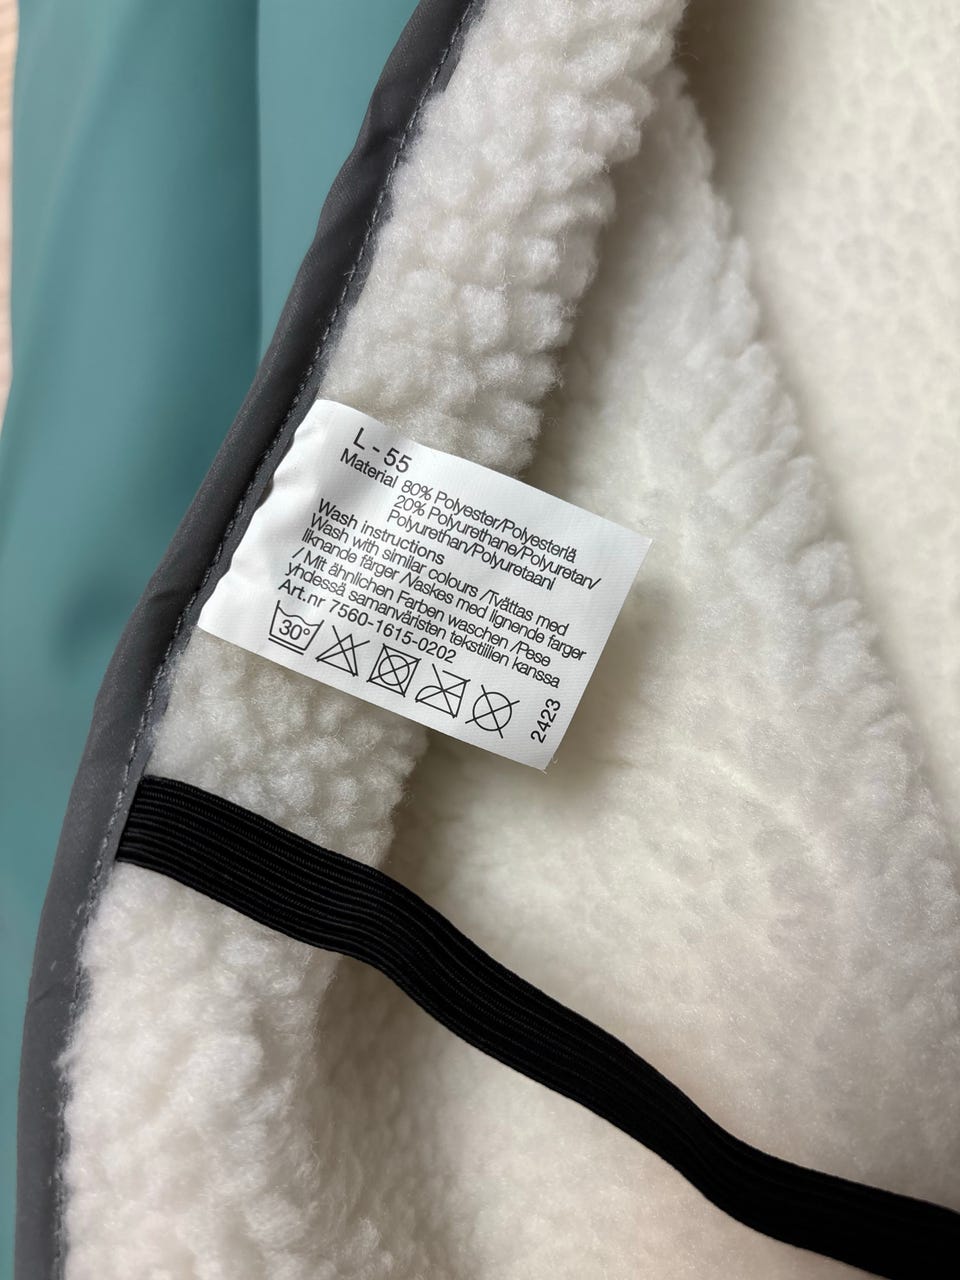 L - 55
Material 80% Polyester/Polyesteriä
20% Polyurethane/Polyuretan/
Polyurethan/Polyuretaani
Wash instructions
Wash with similar colours /Tvättas med
liknande färger /Vaskes med lignende farger
/ Mit ähnlichen Farben waschen /Pese
yhdessä samanväristen tekstiilien kanssa
Art.nr 7560-1615-0202
30°
2423